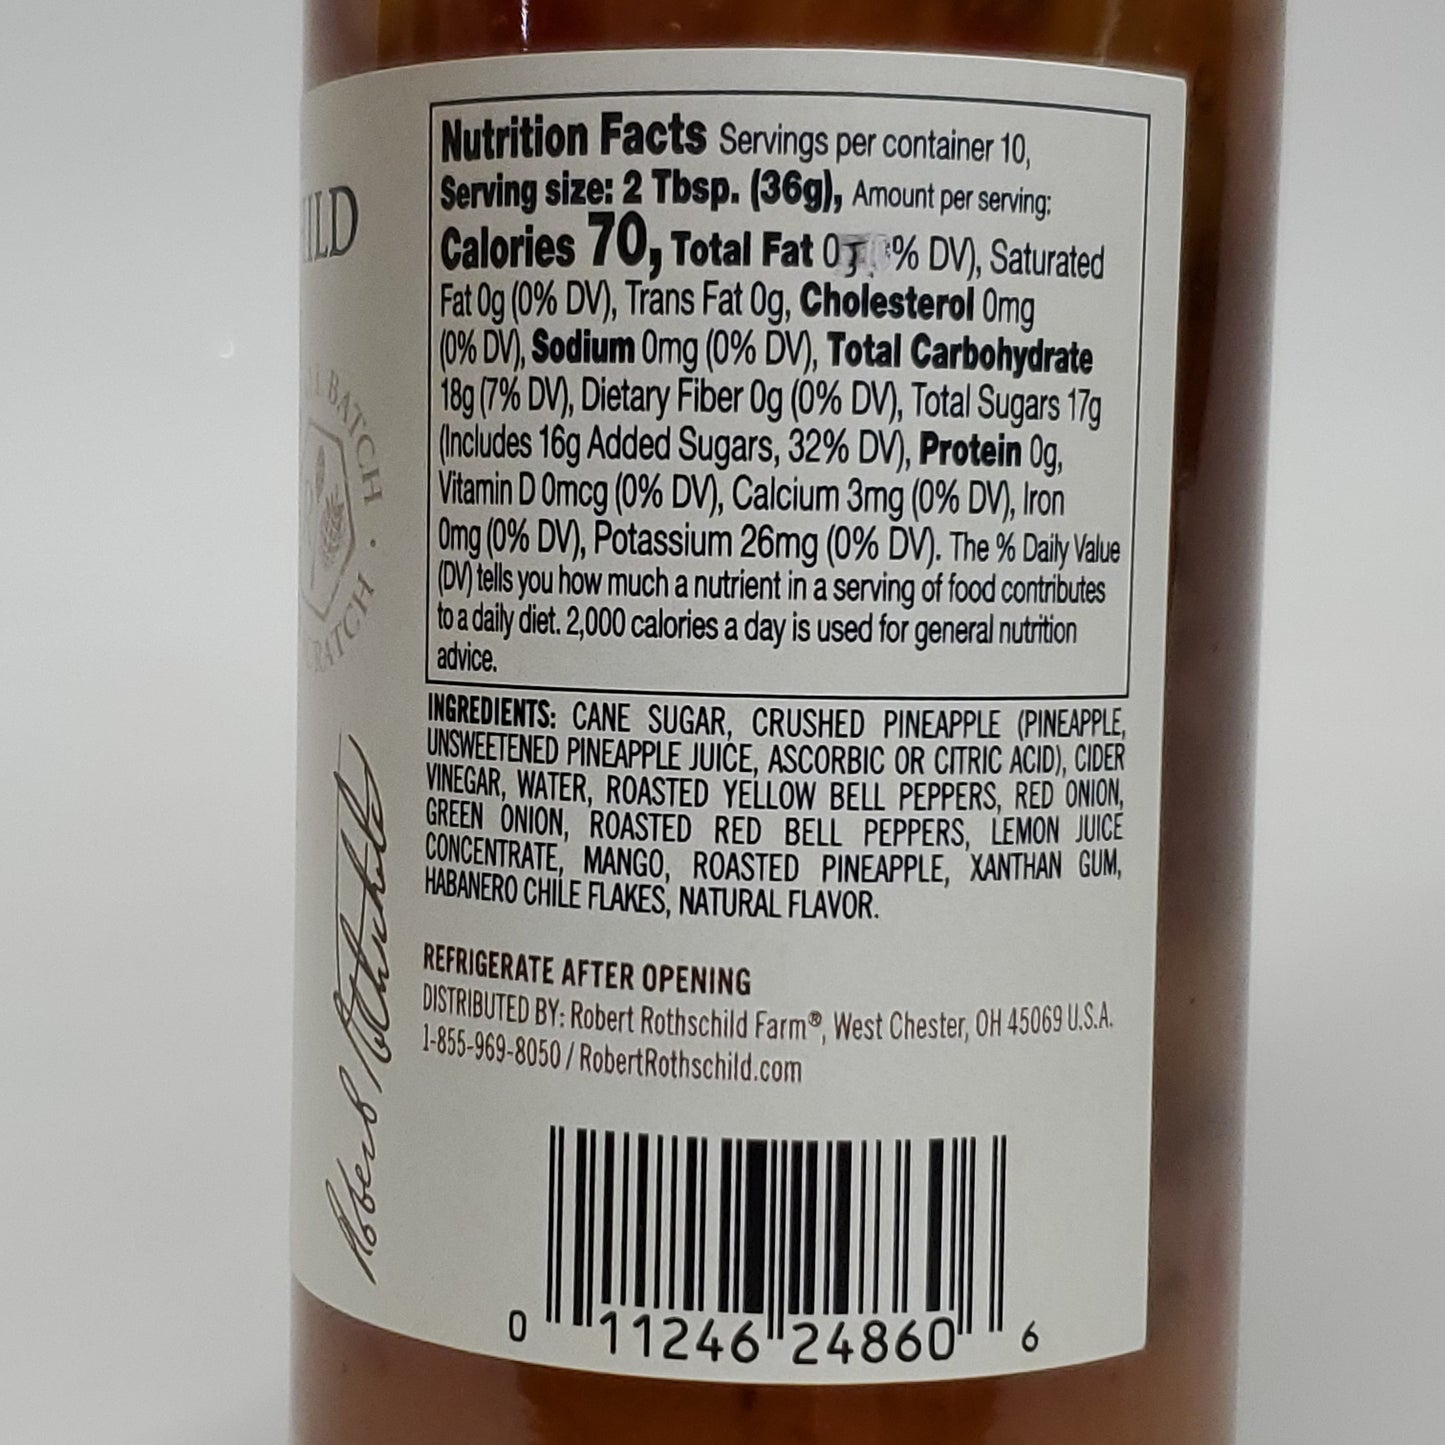 Nutrition Facts Servings per container 10,
Serving size: 2 Tbsp. (36g), Amount per serving:
Calories 70, Total Fat % DV), Saturated
Fat 0g (0% DV), Trans Fat 0g, Cholesterol 0mg
(0% DV), Sodium 0mg (0% DV), Total Carbohydrate
18g (7% DV), Dietary Fiber 0g (0% DV), Total Sugars 17g
(Includes 16g Added Sugars, 32% DV), Protein 0g,
Vitamin D 0mcg (0% DV), Calcium 3mg (0% DV), Iron
0mg (0% DV), Potassium 26mg (0% DV). The % Daily Value
(DV) tells you how much a nutrient in a serving of food contributes
to a daily diet. 2,000 calories a day is used for general nutrition
advice.
INGREDIENTS: CANE SUGAR, CRUSHED PINEAPPLE (PINEAPPLE,
UNSWEETENED PINEAPPLE JUICE, ASCORBIC OR CITRIC ACID), CIDER
VINEGAR, WATER, ROASTED YELLOW BELL PEPPERS, RED ONION,
GREEN ONION, ROASTED RED BELL PEPPERS, LEMON JUICE
CONCENTRATE, MANGO, ROASTED PINEAPPLE, XANTHAN GUM,
HABANERO CHILE FLAKES, NATURAL FLAVOR.
REFRIGERATE AFTER OPENING
DISTRIBUTED BY: Robert Rothschild Farm®, West Chester, OH 45069 U.S.A.
1-855-969-8050 / RobertRothschild.com
0 11246 24860 6
BATCH
Robert Rothschild